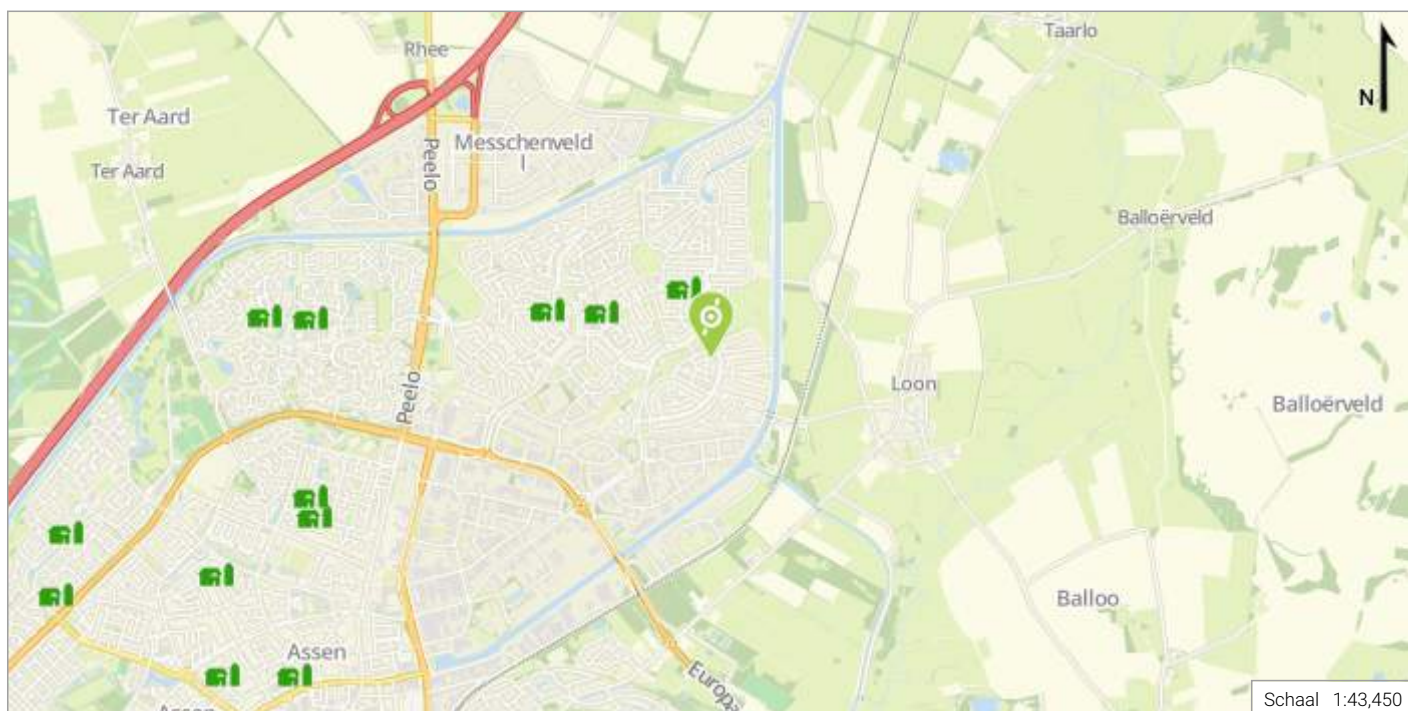 Rhee
Taarlo
N
Ter Aard
Messchenveld
I
Peelo
Ter Aard
Balloërveld
Loon
Peelo
Balloërveld
Balloo
Assen
Europa
Assen
Schaal 1:43,450